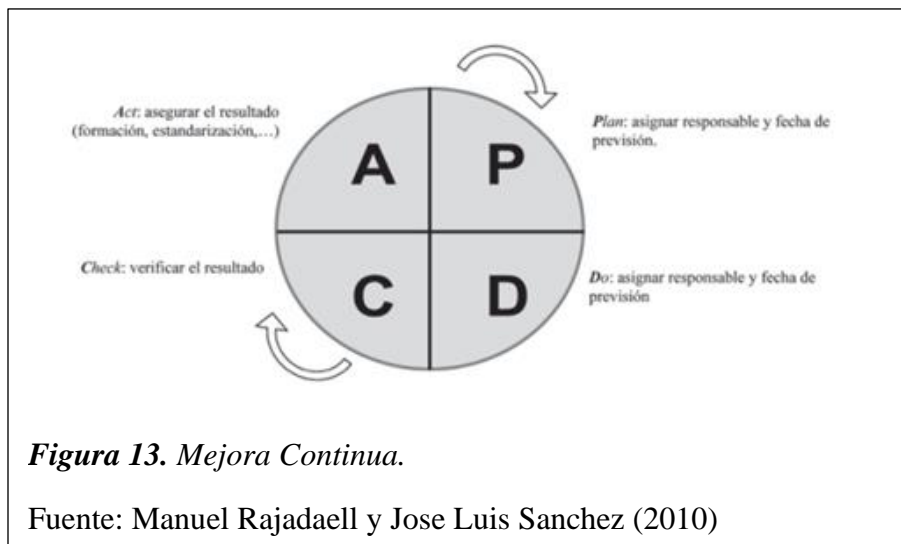 Act: asegurar el resultado
(formación, estandarización,…)
A
P
Plan: asignar responsable y fecha de
previsión.
Check: verificar el resultado
C
D
Do: asignar responsable y fecha de
previsión
Figura 13. Mejora Continua.
Fuente: Manuel Rajadaell y Jose Luis Sanchez (2010)